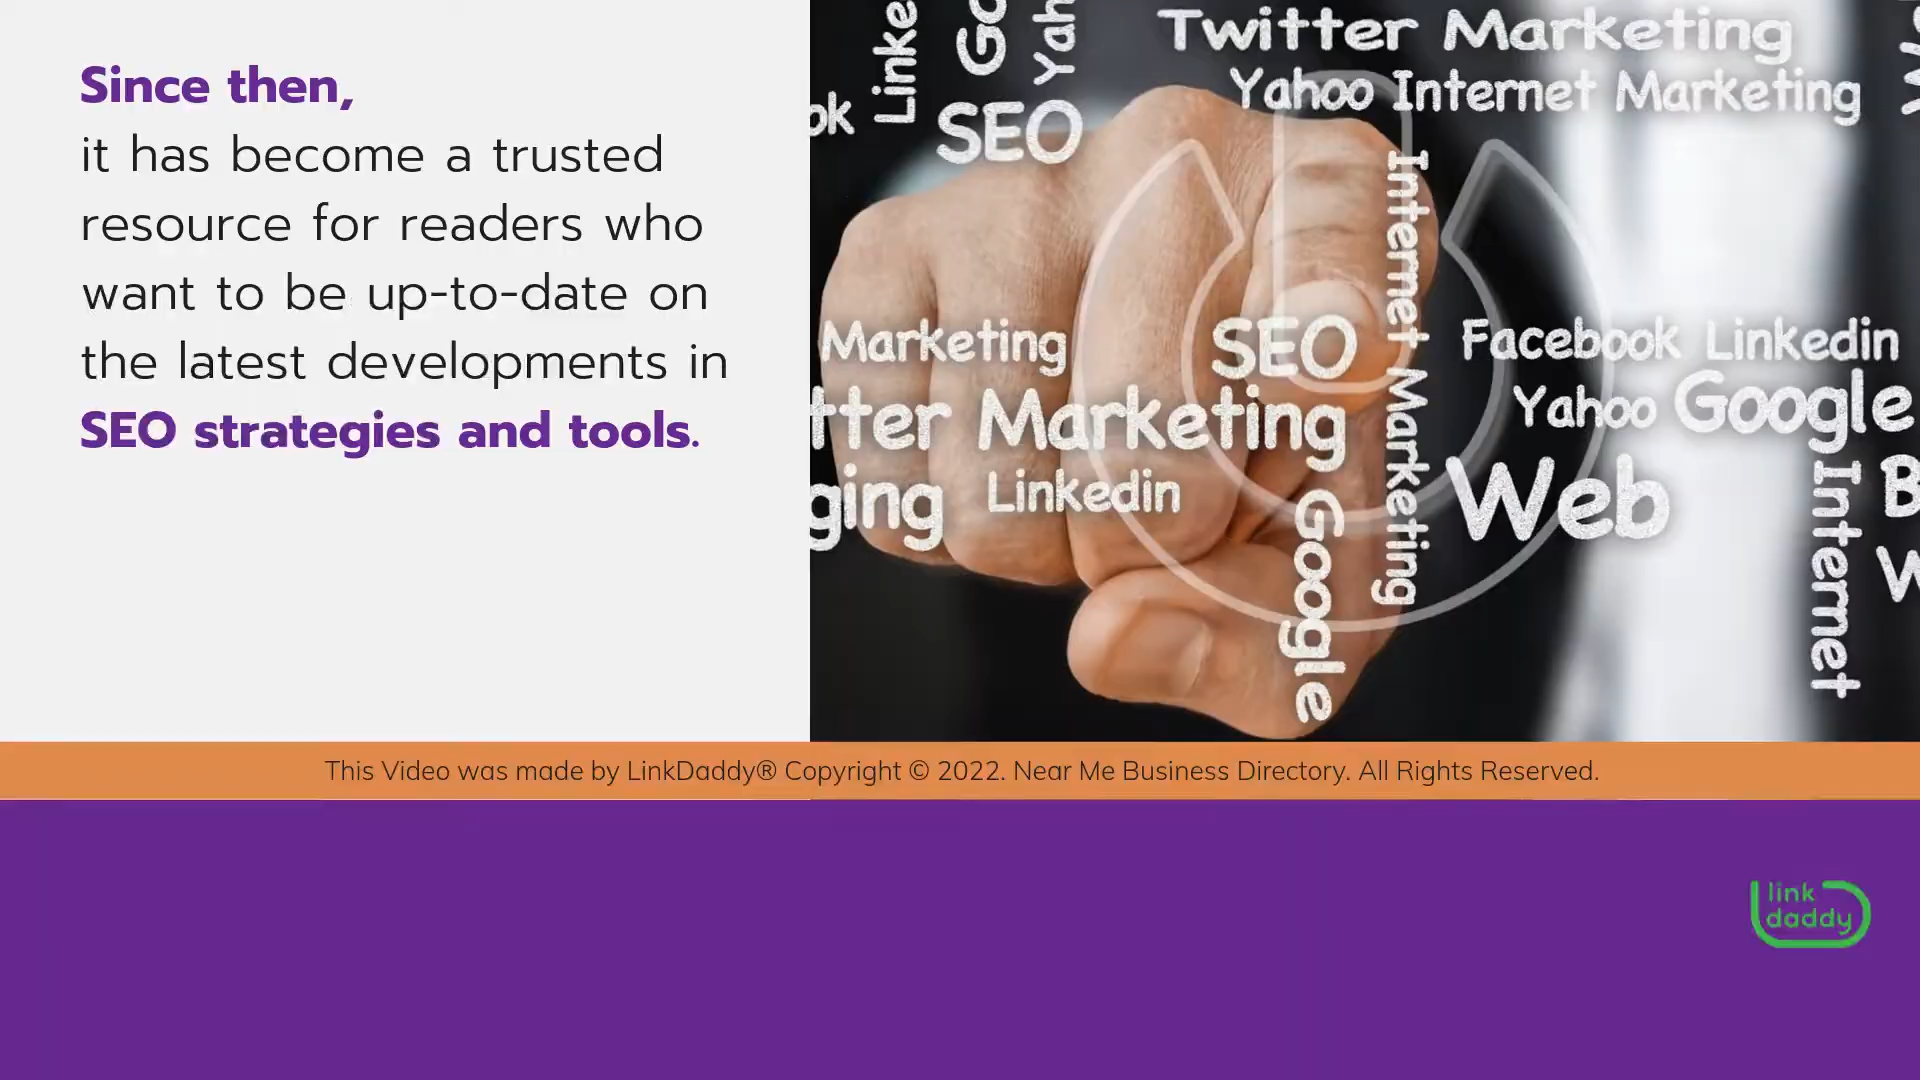 Since then,
it has become a trusted
resource for readers who
want to be up-to-date on
the latest developments in
SEO strategies and tools.
Twitter Marketing
Yahoo Internet Marketing
SEO
Internet Marketing
Marketing
SEO
Facebook Linkedin
Marketing
Yahoo Google
Linkedin
Web
Google
Internet
This Video was made by LinkDaddy® Copyright © 2022. Near Me Business Directory. All Rights Reserved.
link
daddy